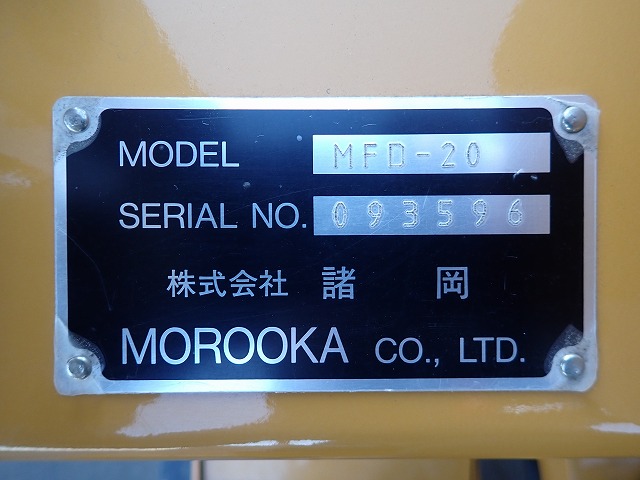 MODEL MFD-20
SERIAL NO. 093596
株式会社 諸岡
MOROOKA CO., LTD.